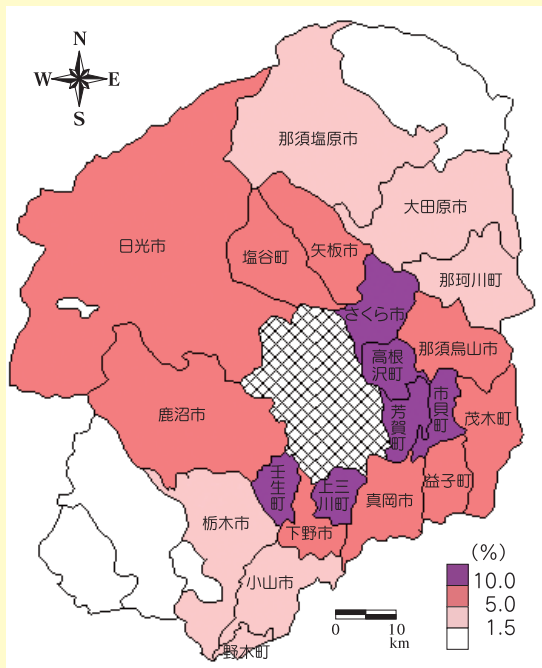 N
W E
S
那須塩原市
大田原市
日光市
塩谷町
矢板市
那珂川町
さくら市
那須烏山市
高根
沢町
鹿沼市
芳賀町
市貝町
茂木町
壬生町
上三
川町
真岡市
益子町
栃木市
下野市
小山市
野木町
(%)
10.0
5.0
1.5
0 10
km